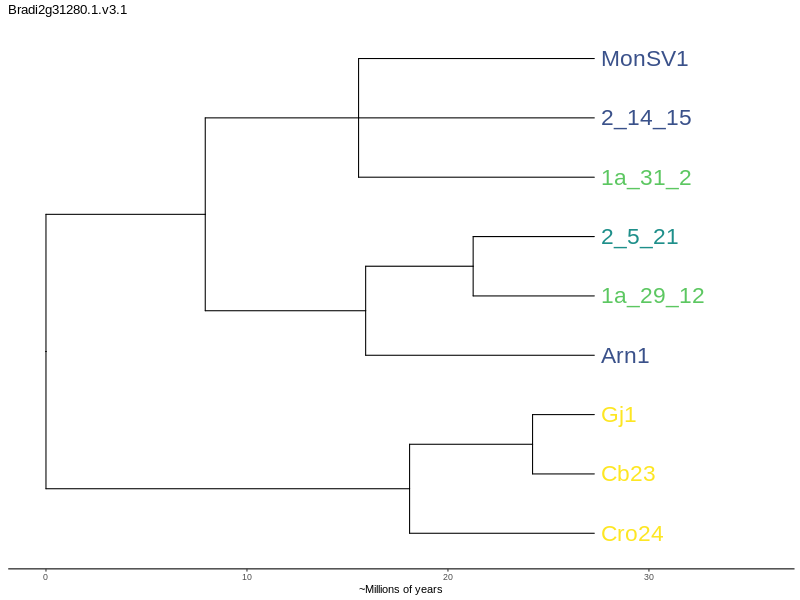 Bradi2g31280.1.v3.1
MonSV1
2_14_15
1a_31_2
2_5_21
1a_29_12
Arn1
Gj1
Cb23
Cro24
0 10 20 30
~Millions of years